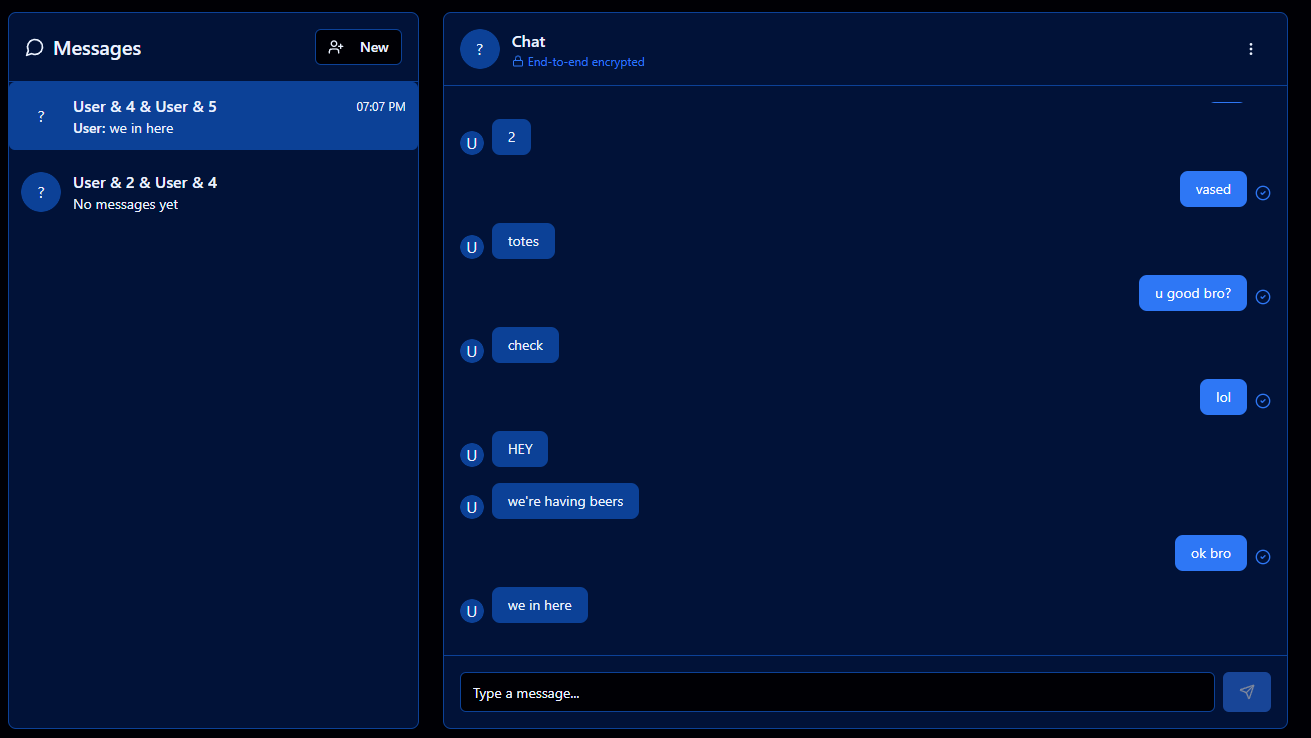 Messages
New
?
User & 4 & User & 5
07:07 PM
User: we in here
?
User & 2 & User & 4
No messages yet
?
Chat
End-to-end encrypted
U
2
vased
U
totes
u good bro?
U
check
lol
U
HEY
U
we're having beers
ok bro
U
we in here
Type a message...